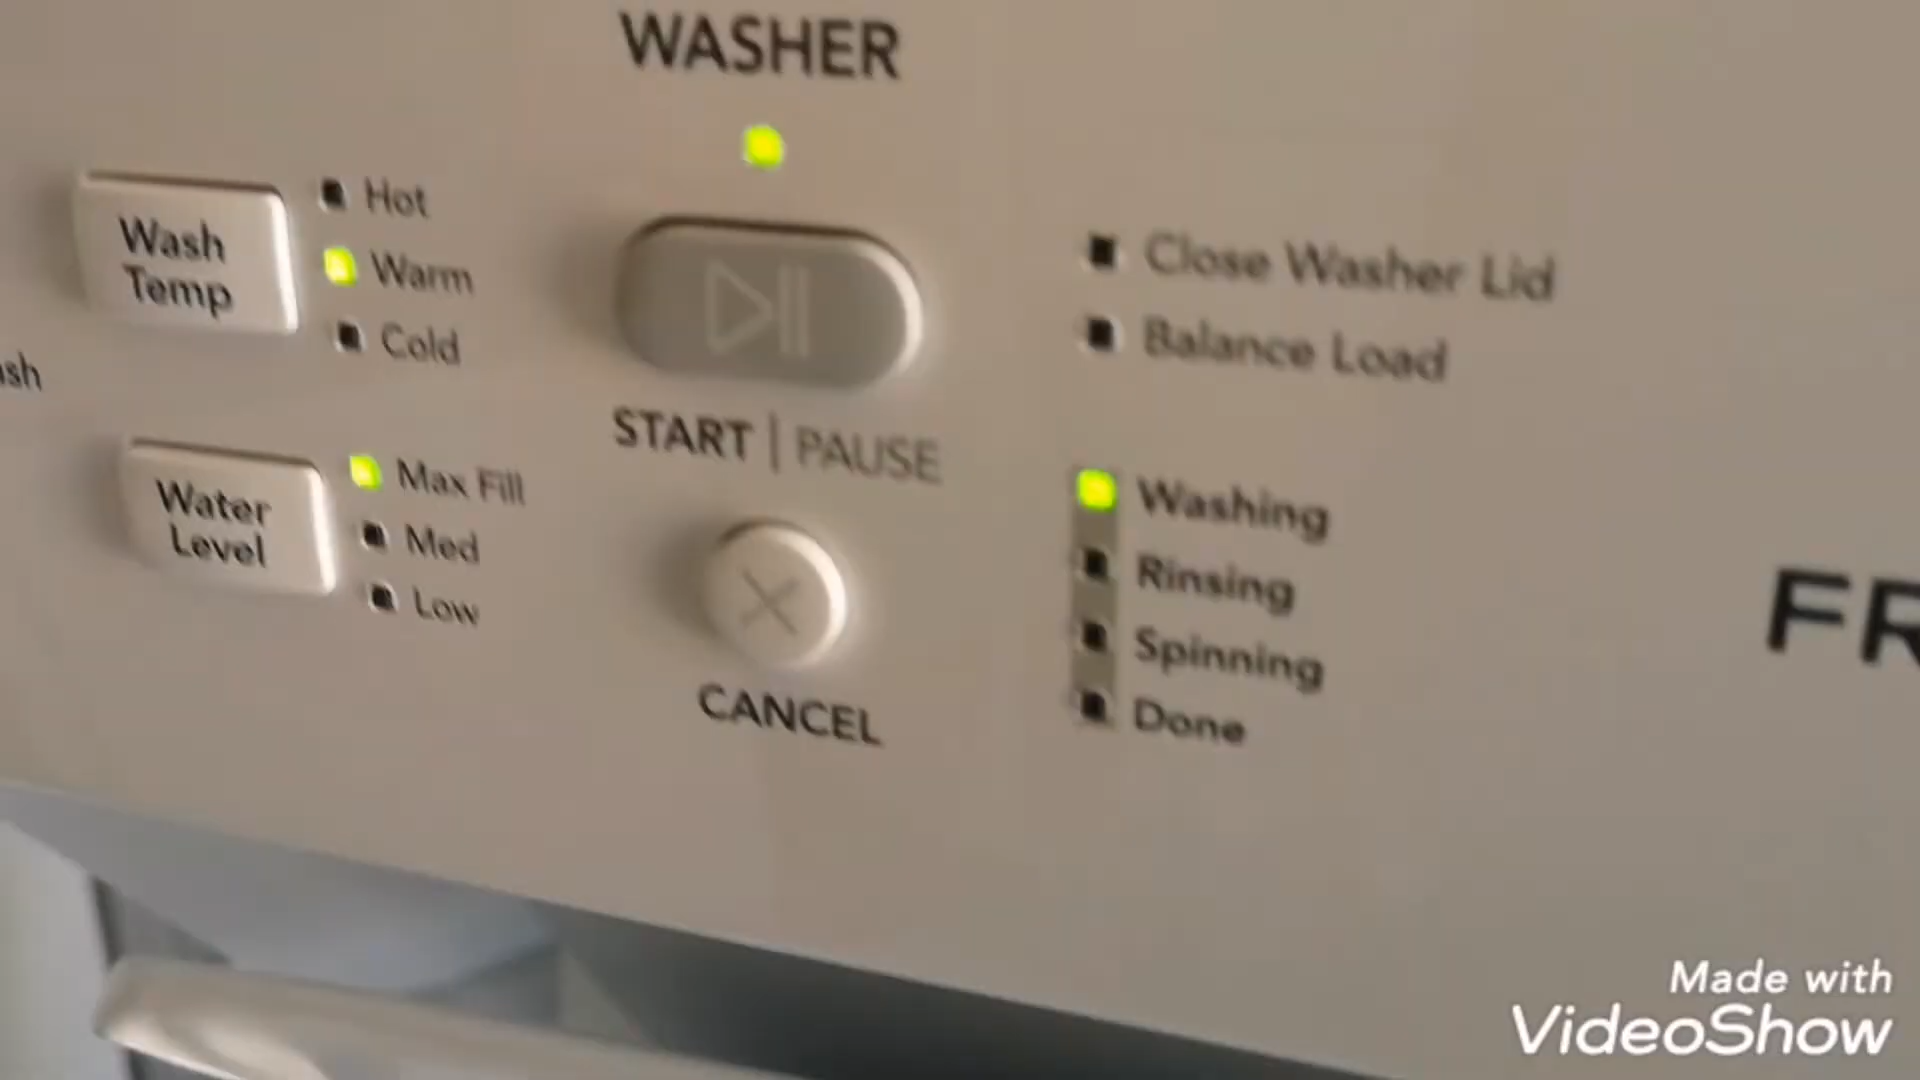 WASHER
Wash
Temp
Hot
Warm
Cold
Water
Level
Max Fill
Med
Low
START | PAUSE
CANCEL
Close Washer Lid
Balance Load
Washing
Rinsing
Spinning
Done
Made with
VideoShow